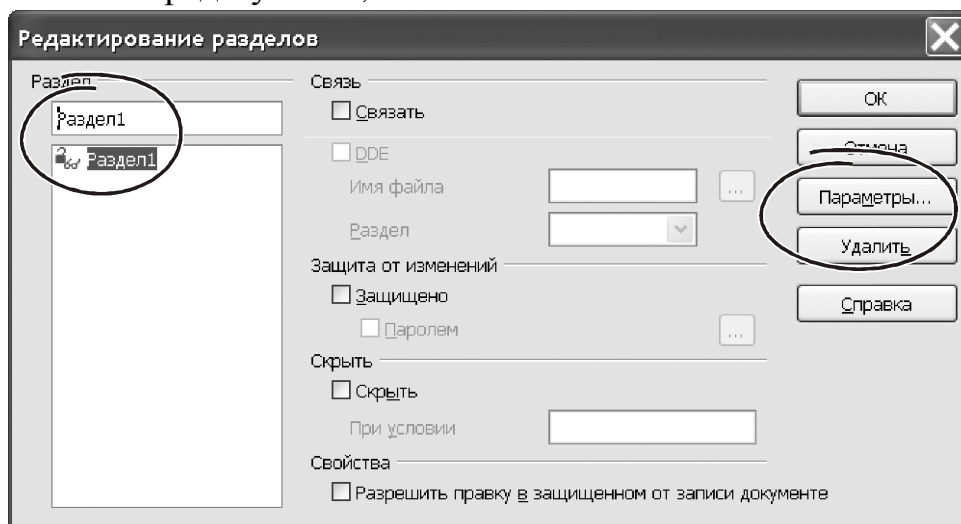 Редактирование разделов
Раздел
Раздел1
Раздел1
Связь
Связать
DDE
Имя файла
...
Раздел
Защита от изменений
Защищено
Паролем
...
Скрыть
Скрыть
При условии
Свойства
Разрешить правку в защищенном от записи документе
ОК
Отмена
Параметры...
Удалить
Справка